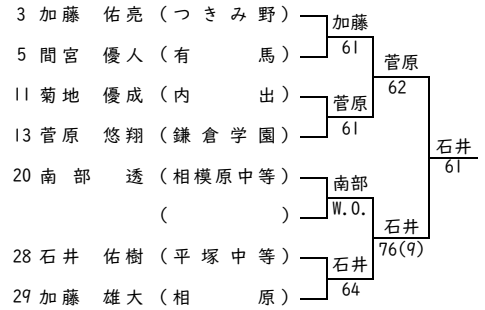 3 加藤 佑亮 (つきみ野)
加藤
61
5 間宮 優人 (有 馬)
菅原
62
11 菊地 優成 (内 出)
菅原
61
13 菅原 悠翔 (鎌倉学園)
石井
61
20 南部 透 (相模原中等)
南部
W.O.
( )
石井
76(9)
28 石井 佑樹 (平塚中等)
石井
64
29 加藤 雄大 (相 原)